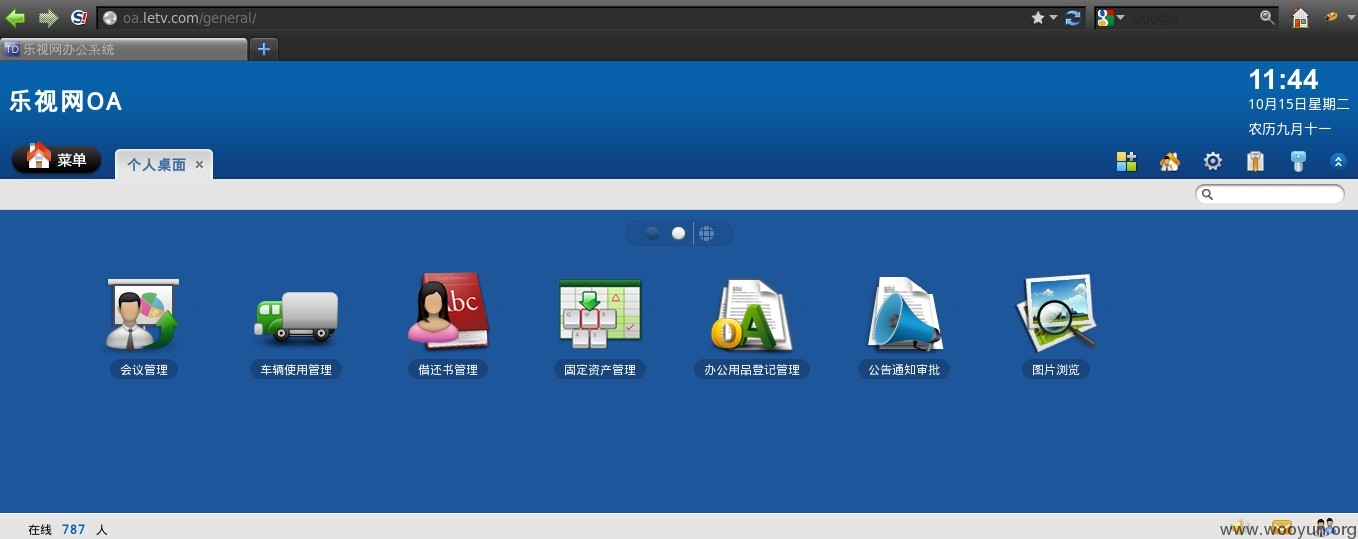 oa.letv.com/general/
Google
TD 乐视网办公系统
乐视网OA
11:44
10月15日星期二
农历九月十一
菜单
个人桌面
Abc
OA
会议管理
车辆使用管理
借还书管理
固定资产管理
办公用品登记管理
公告通知审批
图片浏览
在线 787 人
www.wooyun.org